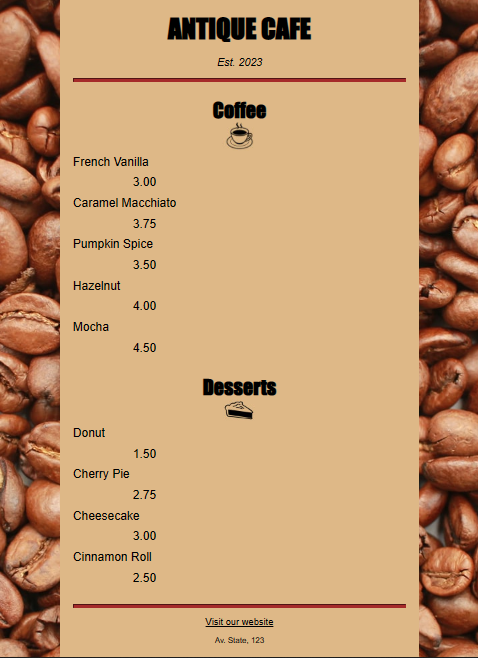 ANTIQUE CAFE
Est. 2023
Coffee
French Vanilla
3.00
Caramel Macchiato
3.75
Pumpkin Spice
3.50
Hazelnut
4.00
Mocha
4.50
Desserts
Donut
1.50
Cherry Pie
2.75
Cheesecake
3.00
Cinnamon Roll
2.50
Visit our website
Av. State, 123